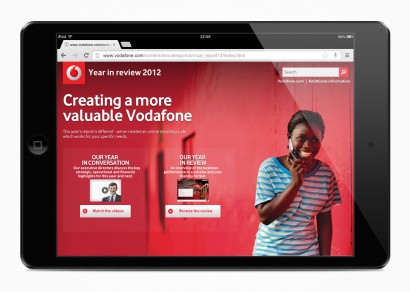 iPad
22:59
45%
www.vodafone.com/content/annualreport/annual_report12/index.html
Year in review 2012
Search
Vodafone.com | Additional information
Creating a more
valuable Vodafone
This year's report is different - we've created an online reporting suite
which works for your specific needs.
OUR YEAR
IN CONVERSATION
Our executive directors discuss the key
strategic, operational and financial
highlights for this year and next.
Watch the videos
OUR YEAR
IN REVIEW
An overview of the business
performance in a concise and user
friendly format.
Browse the review